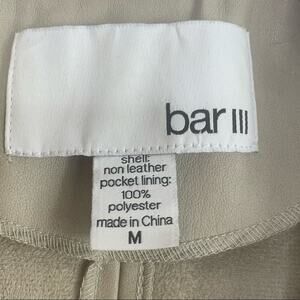 bar III
shell:
non leather
pocket lining:
100%
polyester
made in China
M